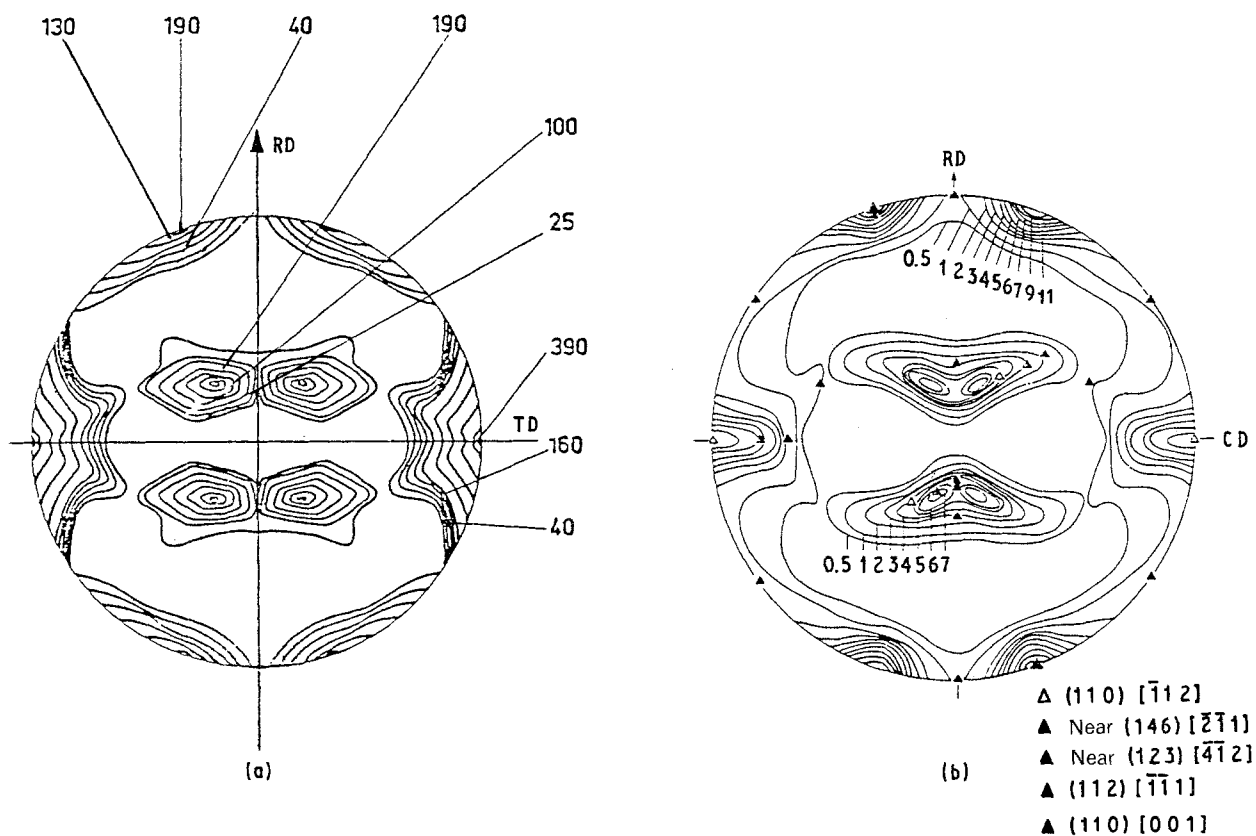 130 190 40 190
100
RD
25
390
TD
160
40
(a)
RD
0.5 1 2 3 4 5 6 7 9 11
CD
0.5 1 2 3 4 5 6 7
(b)
△ (110) [1̄12]
▲ Near (146) [2̄1̄1]
▲ Near (123) [4̄1̄2]
▲ (112) [1̄1̄1]
▲ (110) [001]